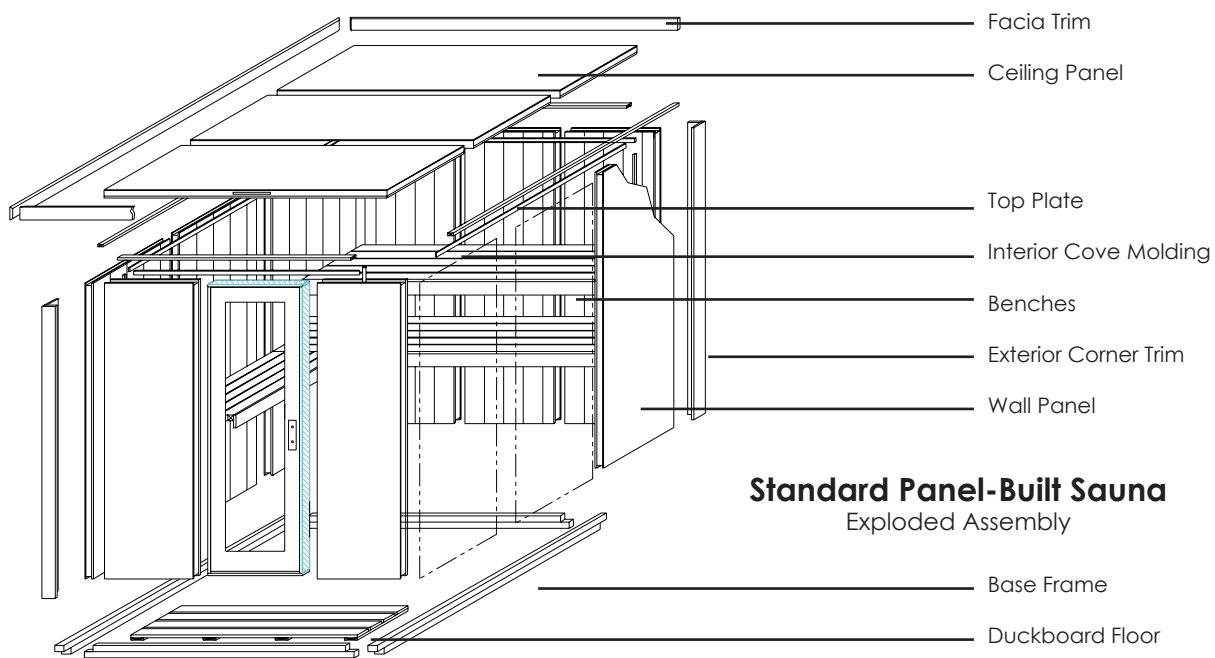 Facia Trim
Ceiling Panel
Top Plate
Interior Cove Molding
Benches
Exterior Corner Trim
Wall Panel
Standard Panel-Built Sauna
Exploded Assembly
Base Frame
Duckboard Floor